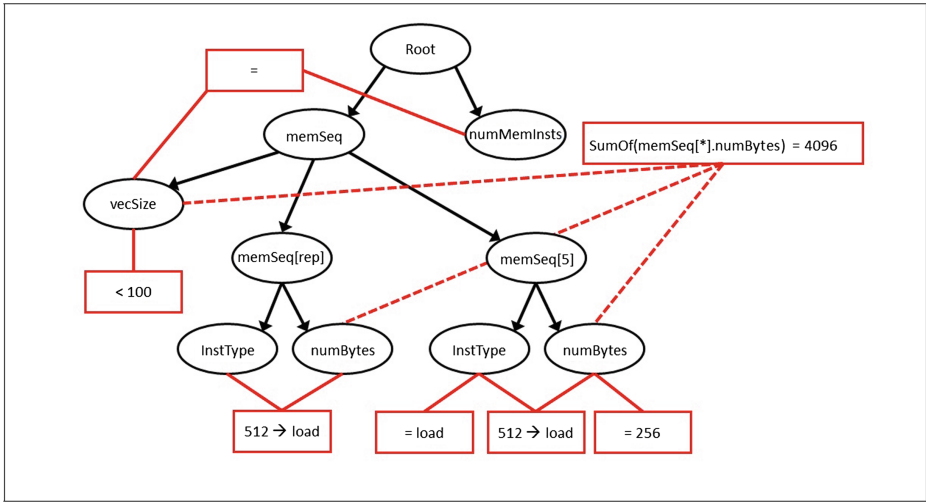 Root
=
memSeq
numMemInsts
SumOf(memSeq[*].numBytes) = 4096
vecSize
memSeq[rep]
memSeq[5]
< 100
InstType
numBytes
InstType
numBytes
512 → load
= load
512 → load
= 256